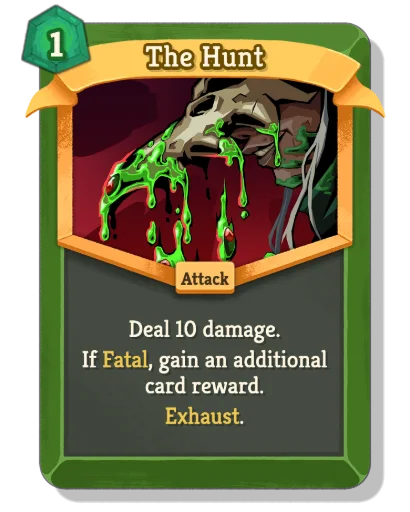 1
The Hunt
Attack
Deal 10 damage.
If Fatal, gain an additional
card reward.
Exhaust.